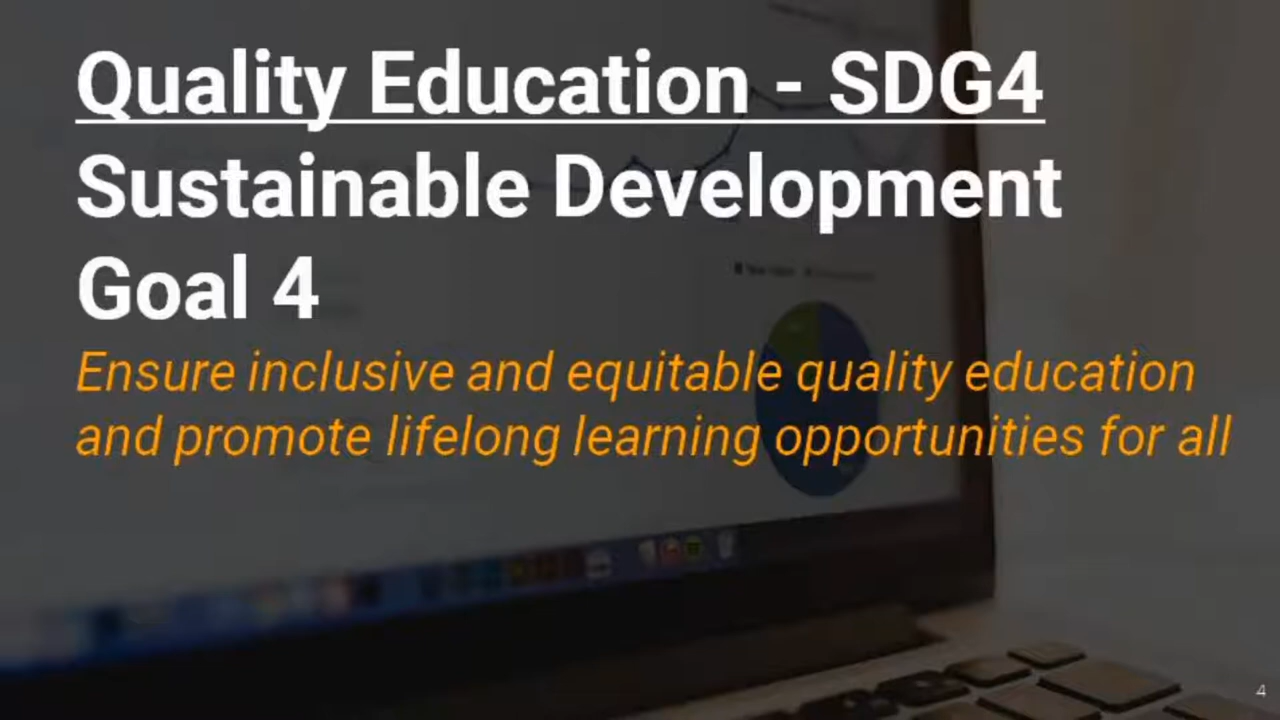 Quality Education - SDG4
Sustainable Development
Goal 4
Ensure inclusive and equitable quality education
and promote lifelong learning opportunities for all
4